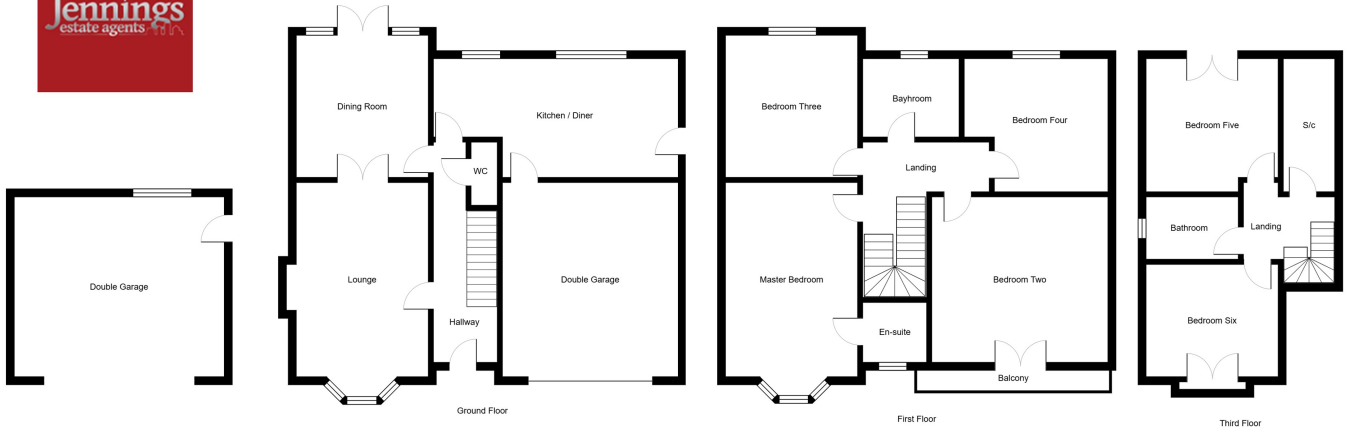 Jennings
estate agents
Dining Room
Kitchen / Diner
WC
Double Garage
Lounge
Double Garage
Hallway
Ground Floor
Bedroom Three
Bayhroom
Bedroom Four
Landing
Master Bedroom
Bedroom Two
En-suite
Balcony
First Floor
Bedroom Five
S/c
Bathroom
Landing
Bedroom Six
Third Floor